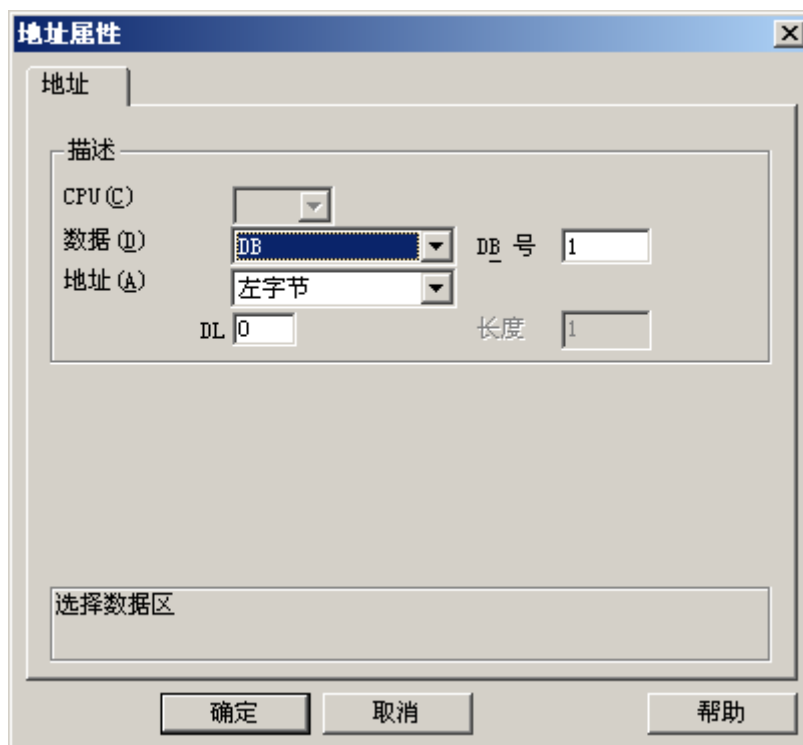 地址属性
地址
描述
CPU(C)
数据(D) DB DB 号 1
地址(A) 左字节
DL 0 长度 1
选择数据区
确定 取消 帮助